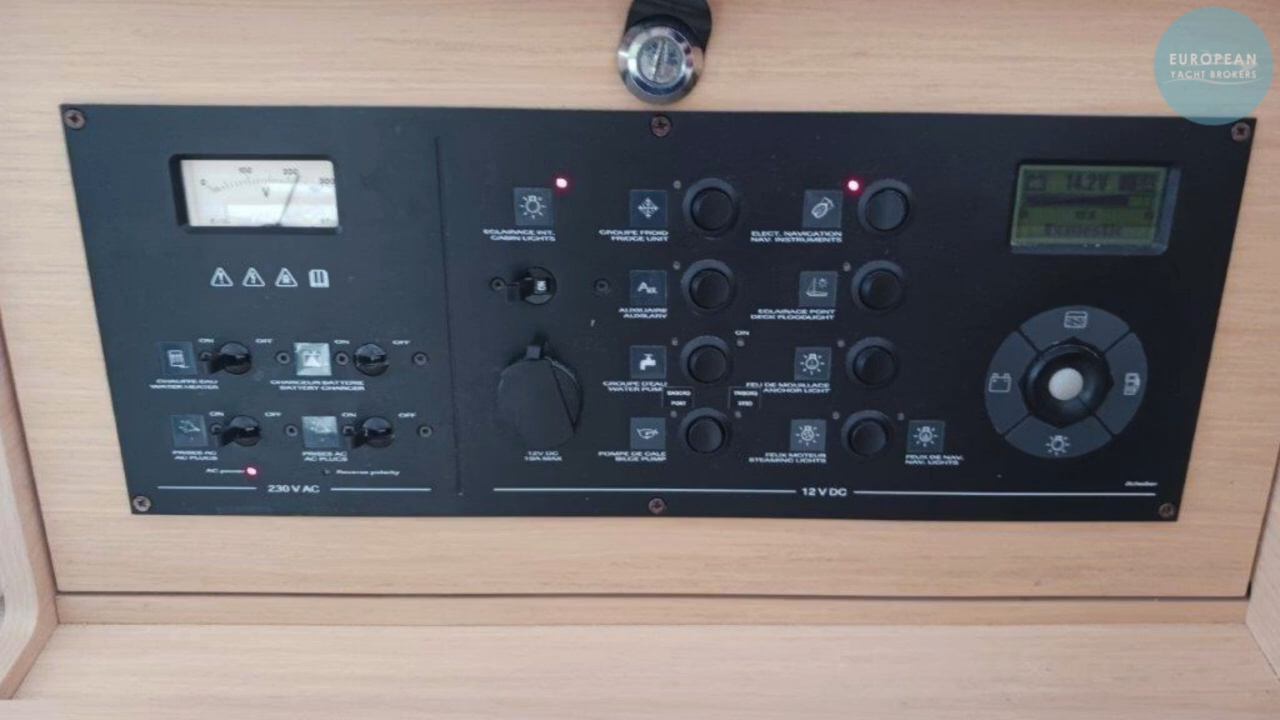 EUROPEAN
YACHT BROKERS
0 100 200 300
V
14.2V
ECLAIRAGE INT.
CABIN LIGHTS
GROUPE FROID
FRIDGE UNIT
ELECT. NAVIGATION
NAV. INSTRUMENTS
AUXILIAIRE
AUXILIARY
ECLAIRAGE PONT
DECK FLOODLIGHT
ON OFF
ON OFF
ON
CHAUFFE-EAU
WATER HEATER
CHARGEUR BATTERIE
BATTERY CHARGER
GROUPE D'EAU
WATER PUMP
FEU DE MOUILLAGE
ANCHOR LIGHT
ON OFF
ON OFF
PRISES AC
AC PLUGS
PRISES AC
AC PLUGS
12V DC
10A MAX
POMPE DE CALE
BILGE PUMP
FEUX MOTEUR
STEAMING LIGHTS
FEUX DE NAV.
NAV. LIGHTS
AC power
Reverse polarity
230 V AC
12 V DC
Scheiber